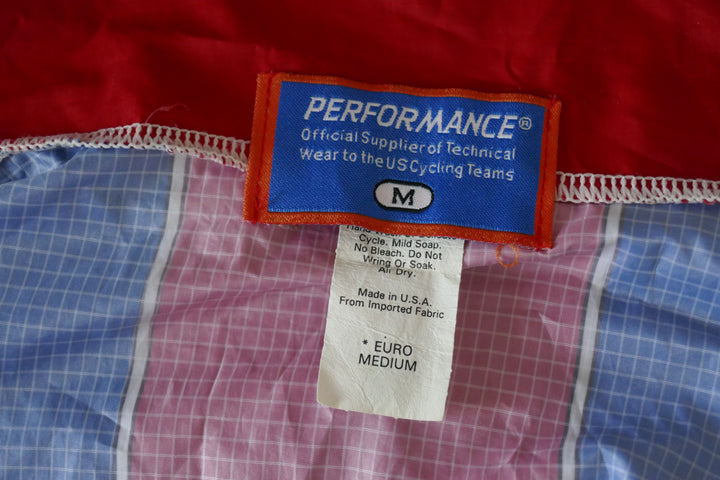 PERFORMANCE®
Official Supplier of Technical
Wear to the US Cycling Teams
M
Cycle. Mild Soap.
No Bleach. Do Not
Wring Or Soak.
Air Dry.
Made in U.S.A.
From Imported Fabric
* EURO
MEDIUM